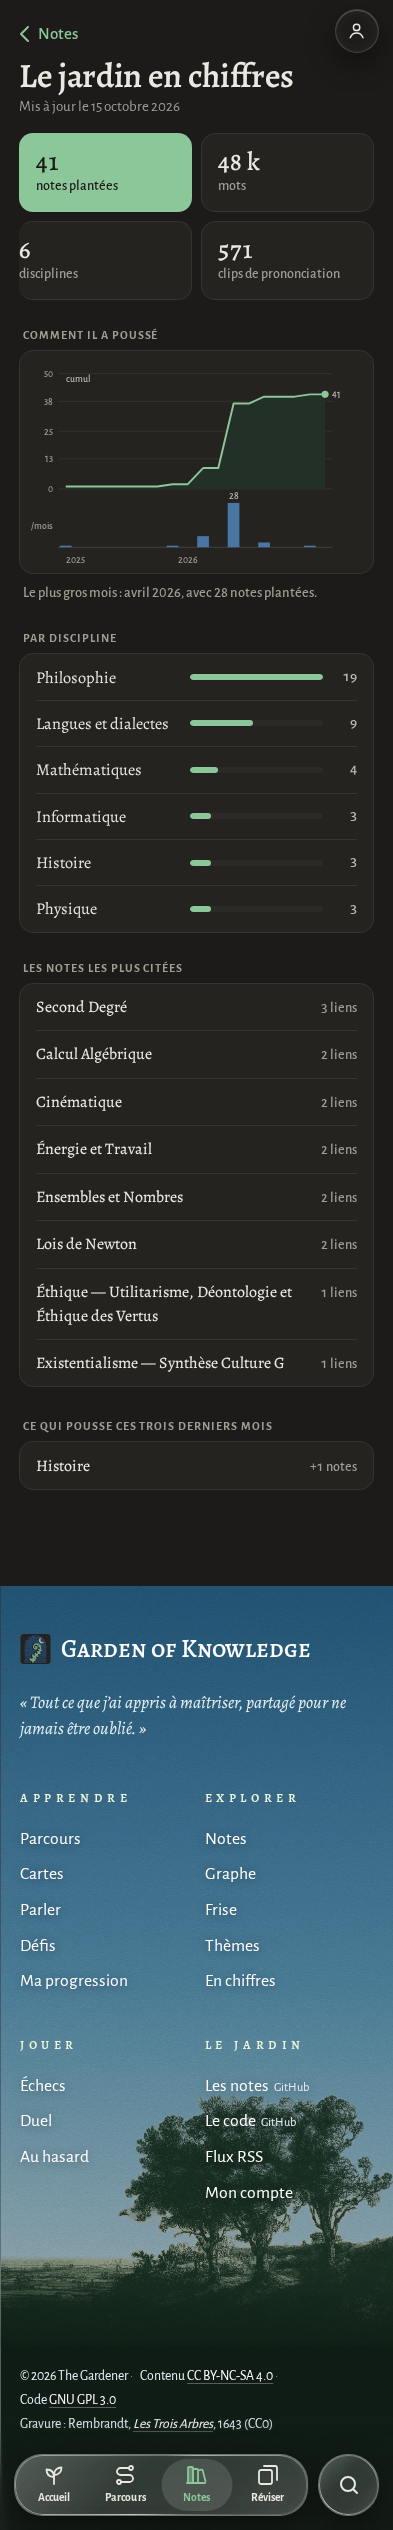 Notes
Le jardin en chiffres
Mis à jour le 15 octobre 2026
41
notes plantées
48 k
mots
6
disciplines
571
clips de prononciation
COMMENT IL A POUSSÉ
50
cumul
38
25
13
0
41
28
/mois
2025
2026
Le plus gros mois : avril 2026, avec 28 notes plantées.
PAR DISCIPLINE
Philosophie 19
Langues et dialectes 9
Mathématiques 4
Informatique 3
Histoire 3
Physique 3
LES NOTES LES PLUS CITÉES
Second Degré 3 liens
Calcul Algébrique 2 liens
Cinématique 2 liens
Énergie et Travail 2 liens
Ensembles et Nombres 2 liens
Lois de Newton 2 liens
Éthique — Utilitarisme, Déontologie et 1 liens
Éthique des Vertus
Existentialisme — Synthèse Culture G 1 liens
CE QUI POUSSE CES TROIS DERNIERS MOIS
Histoire +1 notes
GARDEN OF KNOWLEDGE
« Tout ce que j'ai appris à maîtriser, partagé pour ne
jamais être oublié. »
APPRENDRE
Parcours
Cartes
Parler
Défis
Ma progression
EXPLORER
Notes
Graphe
Frise
Thèmes
En chiffres
JOUER
Échecs
Duel
Au hasard
LE JARDIN
Les notes GitHub
Le code GitHub
Flux RSS
Mon compte
© 2026 The Gardener · Contenu CC BY-NC-SA 4.0 ·
Code GNU GPL 3.0
Gravure : Rembrandt, Les Trois Arbres, 1643 (CC0)
Accueil
Parcours
Notes
Réviser